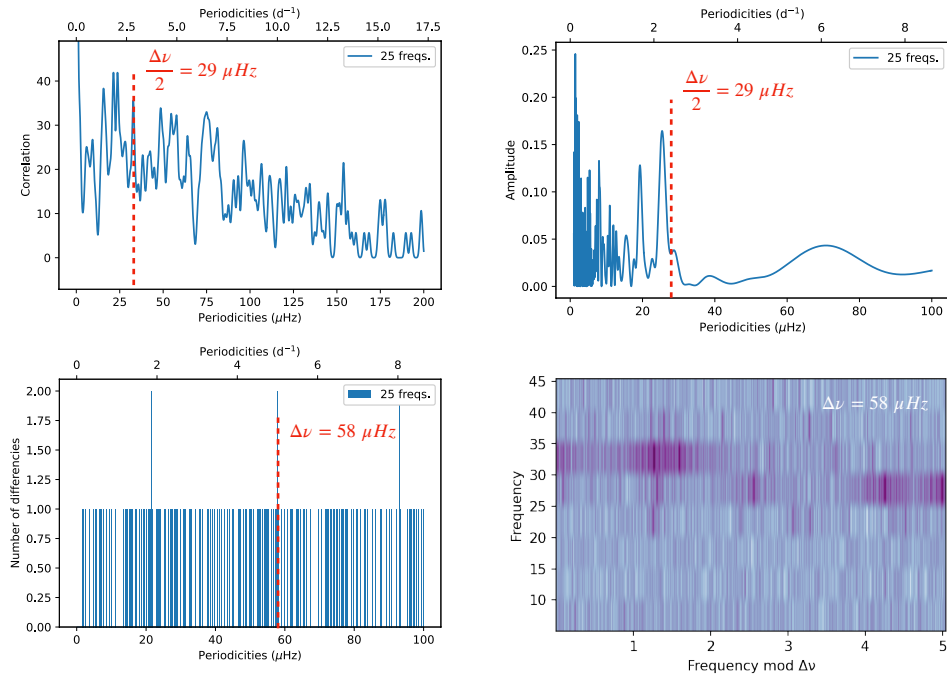 Periodicities (d⁻¹)
0.0 2.5 5.0 7.5 10.0 12.5 15.0 17.5
25 freqs.
Δν/2 = 29 μHz
Correlation
40
30
20
10
0
0 25 50 75 100 125 150 175 200
Periodicities (μHz)
Periodicities (d⁻¹)
0 2 4 6 8
25 freqs.
Δν/2 = 29 μHz
Amplitude
0.25
0.20
0.15
0.10
0.05
0.00
0 20 40 60 80 100
Periodicities (μHz)
Periodicities (d⁻¹)
0 2 4 6 8
25 freqs.
Δν = 58 μHz
Number of differencies
2.00
1.75
1.50
1.25
1.00
0.75
0.50
0.25
0.00
0 20 40 60 80 100
Periodicities (μHz)
Δν = 58 μHz
Frequency
45
40
35
30
25
20
15
10
1 2 3 4 5
Frequency mod Δν